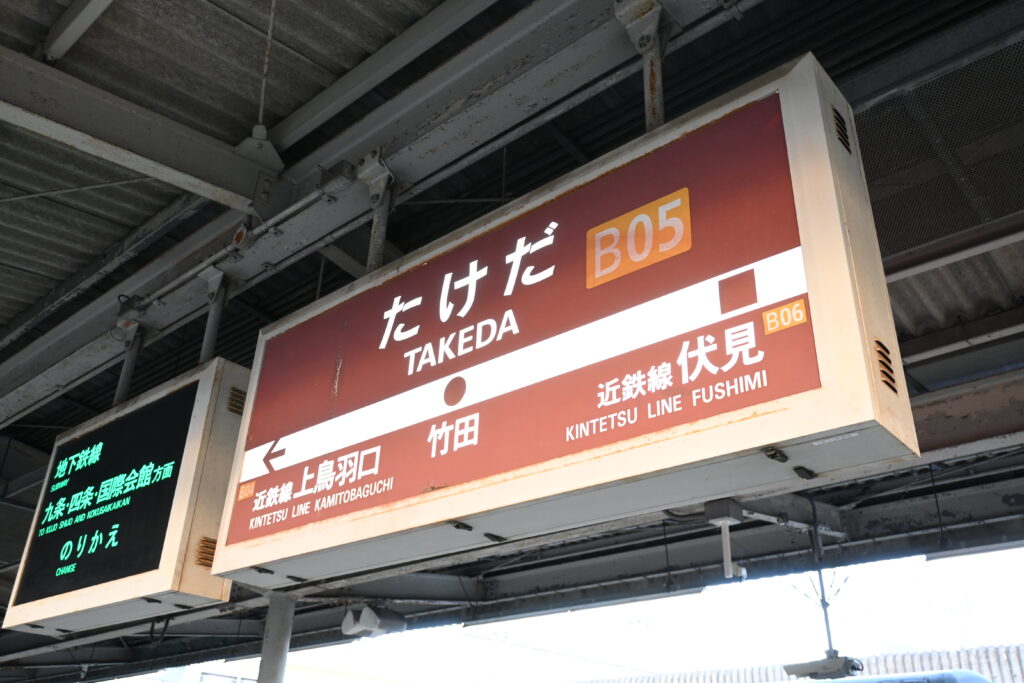 たけだ B05
TAKEDA
竹田
B04 近鉄線 上鳥羽口
KINTETSU LINE KAMITOBAGUCHI
近鉄線 伏見 B06
KINTETSU LINE FUSHIMI
地下鉄線
SUBWAY
九条・四条・国際会館方面
TO KUJO SHIJO AND KOKUSAIKAIKAN
のりかえ
CHANGE